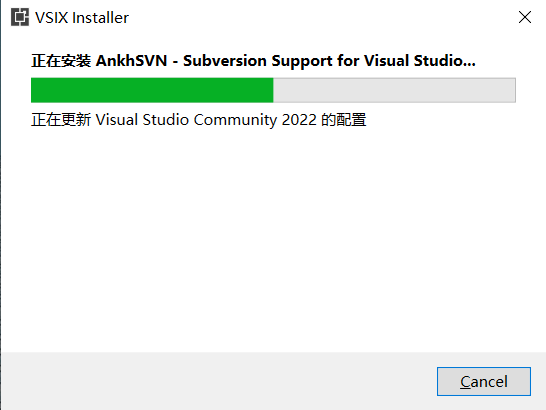 VSIX Installer
正在安装 AnkhSVN - Subversion Support for Visual Studio...
正在更新 Visual Studio Community 2022 的配置
Cancel